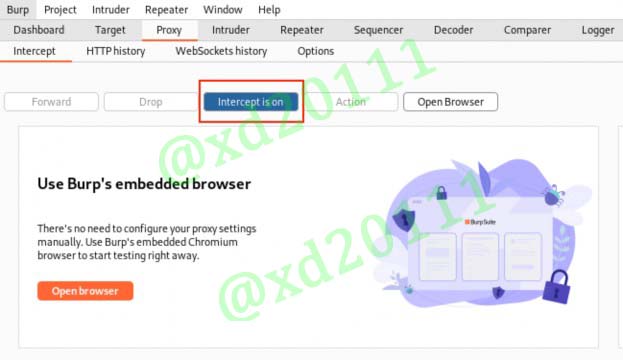 Burp Project Intruder Repeater Window Help
Dashboard Target Proxy Intruder Repeater Sequencer Decoder Comparer Logger
Intercept HTTP history WebSockets history Options
Forward Drop Intercept is on Action Open Browser
@xd20111
Use Burp's embedded browser
There's no need to configure your proxy settings
manually. Use Burp's embedded Chromium
browser to start testing right away.
Open browser
BurpSuite
@xd20111